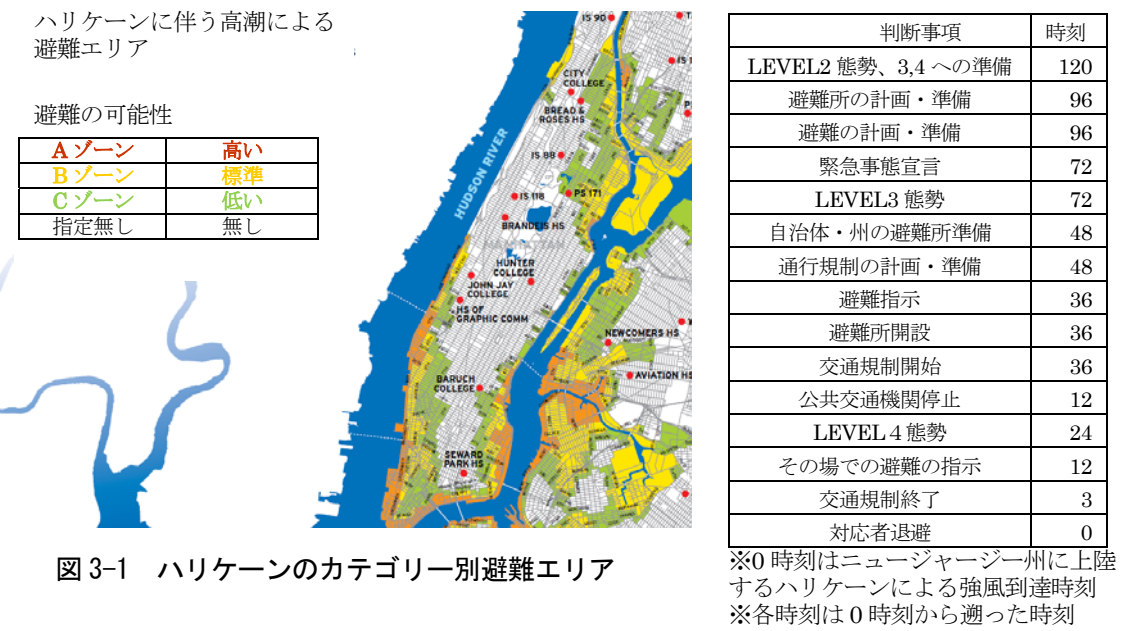 ハリケーンに伴う高潮による
避難エリア
避難の可能性
Aゾーン 高い
Bゾーン 標準
Cゾーン 低い
指定無し 無し
IS 90
CITY
COLLEGE
BREAD &
ROSES HS
IS 88
HUDSON RIVER
IS 118
PS 171
BRANDEIS HS
MANHATTAN
HUNTER
COLLEGE
JOHN JAY
COLLEGE
HS OF
GRAPHIC COMM
NEWCOMERS HS
BARUCH
COLLEGE
AVIATION HS
SEWARD
PARK HS
図3-1 ハリケーンのカテゴリー別避難エリア
判断事項 時刻
LEVEL2 態勢、3,4 への準備 120
避難所の計画・準備 96
避難の計画・準備 96
緊急事態宣言 72
LEVEL3 態勢 72
自治体・州の避難所準備 48
通行規制の計画・準備 48
避難指示 36
避難所開設 36
交通規制開始 36
公共交通機関停止 12
LEVEL4態勢 24
その場での避難の指示 12
交通規制終了 3
対応者退避 0
※0 時刻はニュージャージー州に上陸
するハリケーンによる強風到達時刻
※各時刻は 0 時刻から遡った時刻